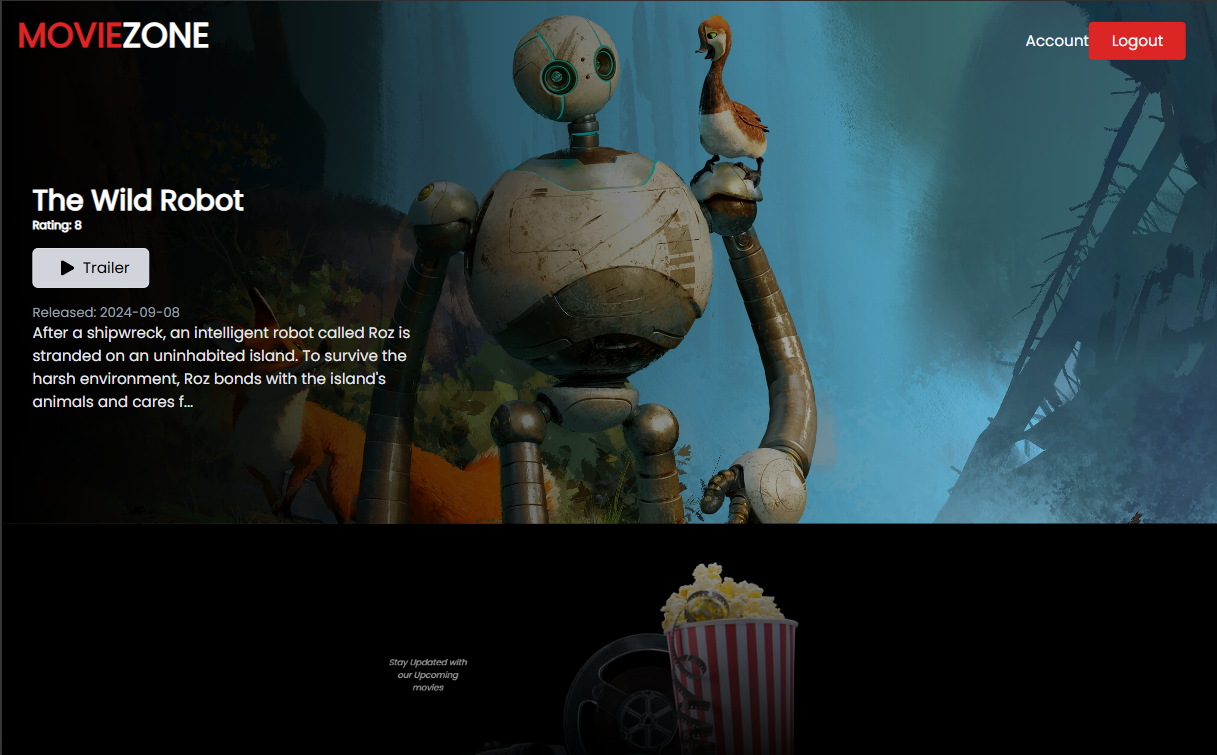 MOVIEZONE
Account
Logout
The Wild Robot
Rating: 8
Trailer
Released: 2024-09-08
After a shipwreck, an intelligent robot called Roz is
stranded on an uninhabited island. To survive the
harsh environment, Roz bonds with the island's
animals and cares f...
Stay Updated with
our Upcoming
movies